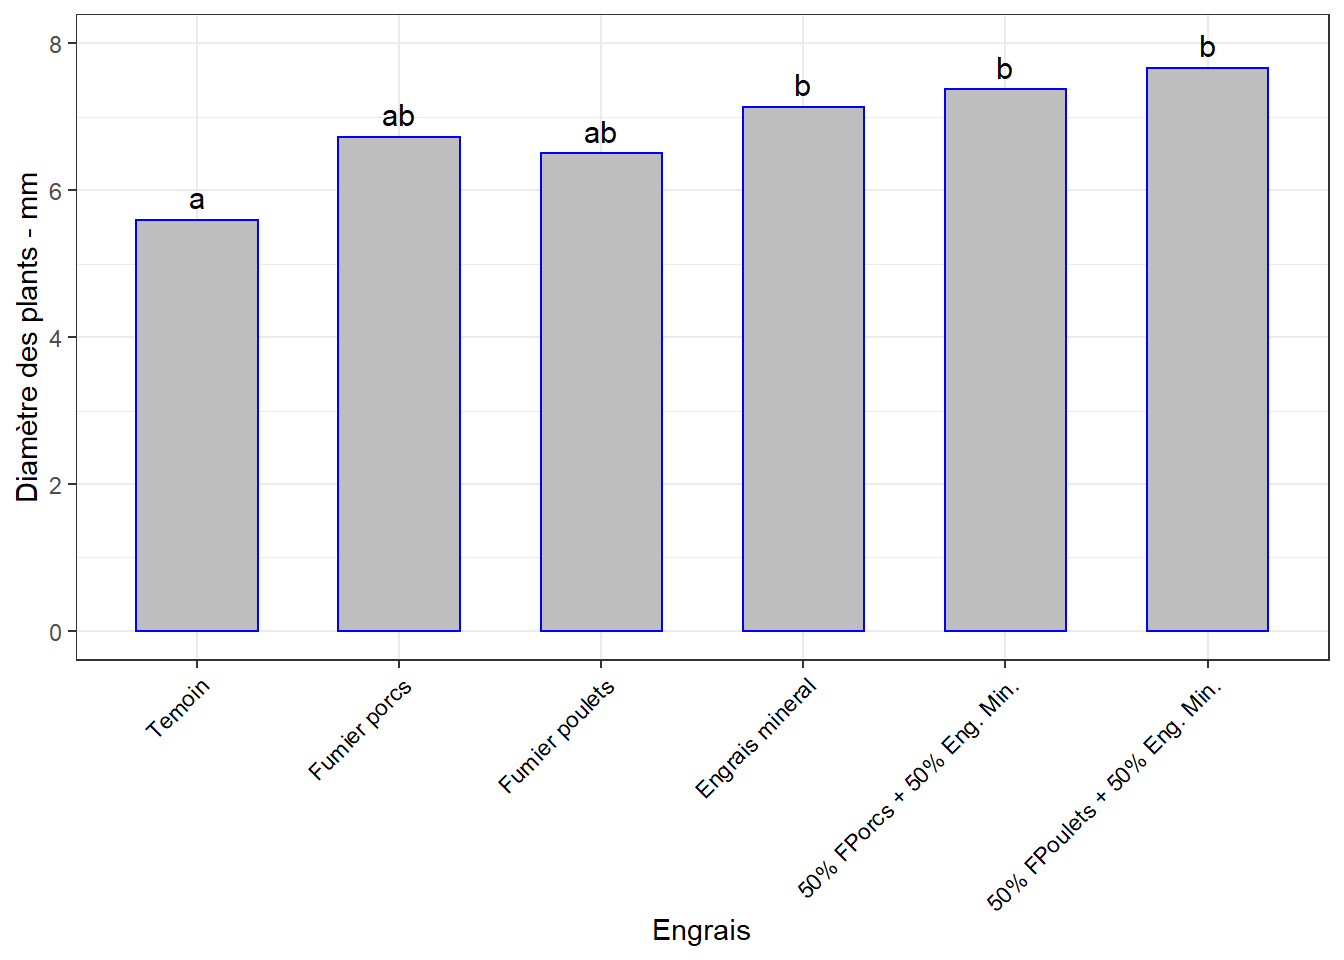 Diamètre des plants - mm
8
6
4
2
0
a
ab
ab
b
b
b
Temoin
Fumier porcs
Fumier poulets
Engrais mineral
50% FPorcs + 50% Eng. Min.
50% FPoulets + 50% Eng. Min.
Engrais